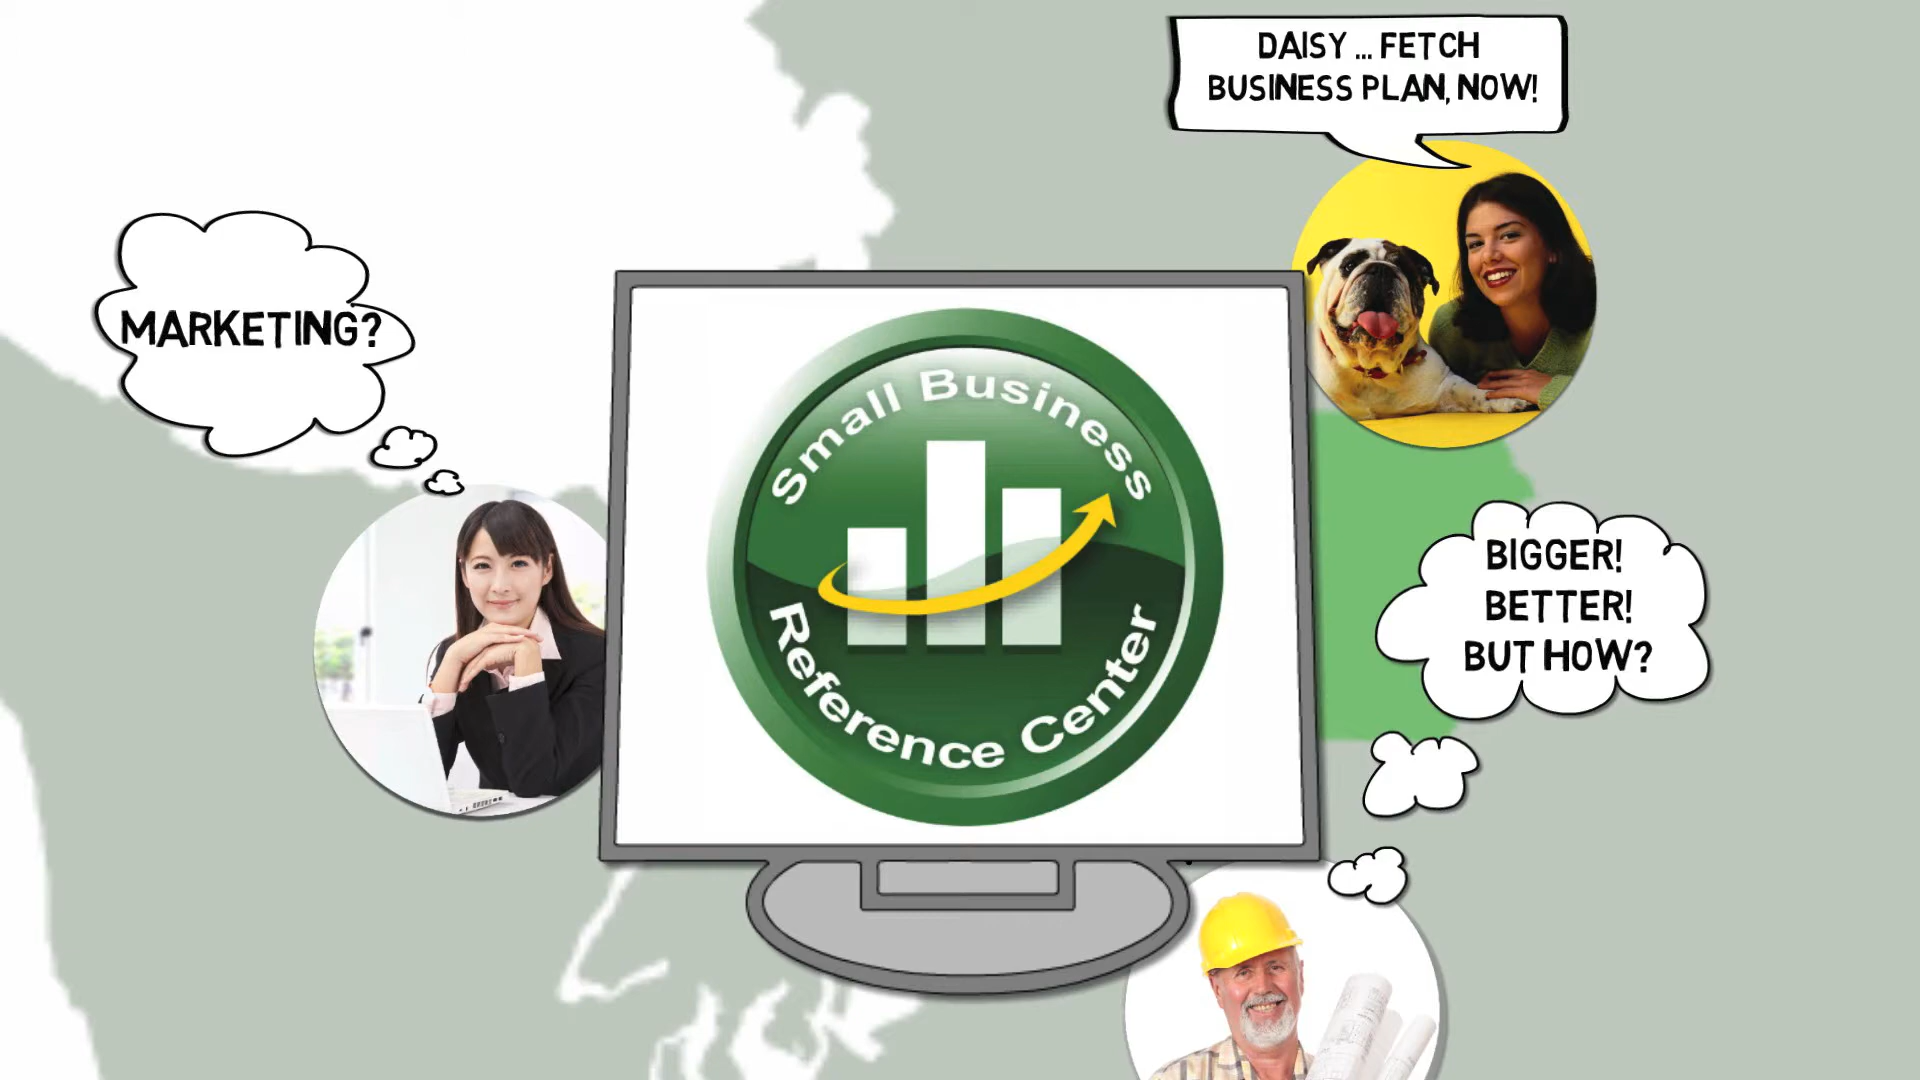 DAISY ... FETCH
BUSINESS PLAN, NOW!
MARKETING?
Small Business
Reference Center
BIGGER!
BETTER!
BUT HOW?